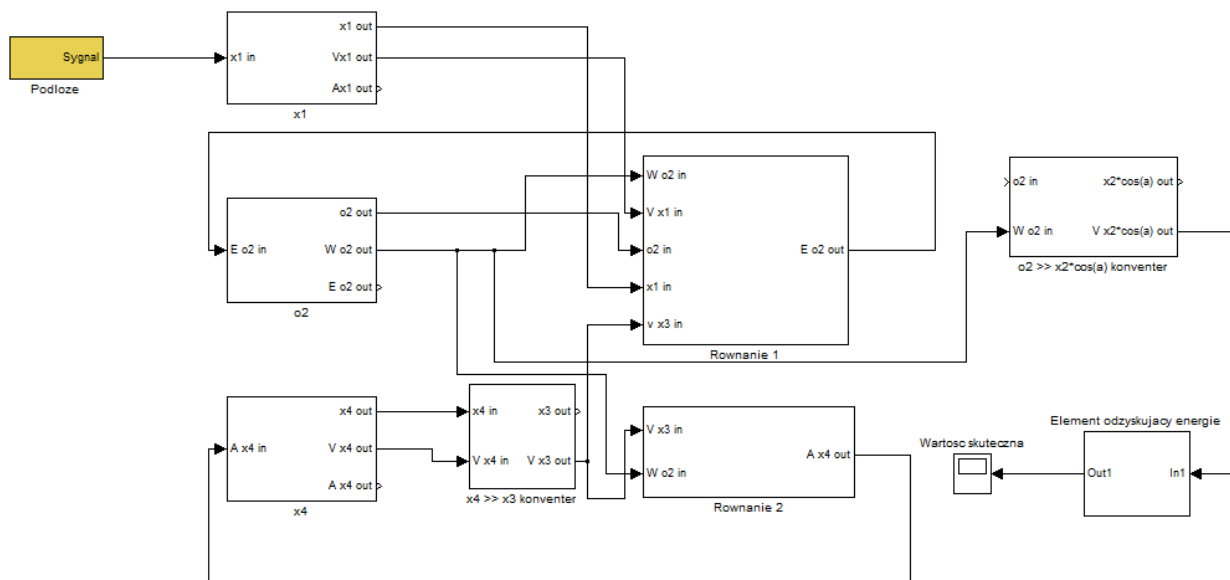 Sygnal
Podloze
x1 in
x1 out
Vx1 out
Ax1 out
x1
E o2 in
o2 out
W o2 out
E o2 out
o2
W o2 in
V x1 in
o2 in
x1 in
v x3 in
E o2 out
Rownanie 1
o2 in
W o2 in
x2*cos(a) out
V x2*cos(a) out
o2 >> x2*cos(a) konventer
A x4 in
x4 out
V x4 out
A x4 out
x4
x4 in
V x4 in
x3 out
V x3 out
x4 >> x3 konventer
V x3 in
W o2 in
A x4 out
Rownanie 2
Wartosc skuteczna
Element odzyskujacy energie
Out1
In1